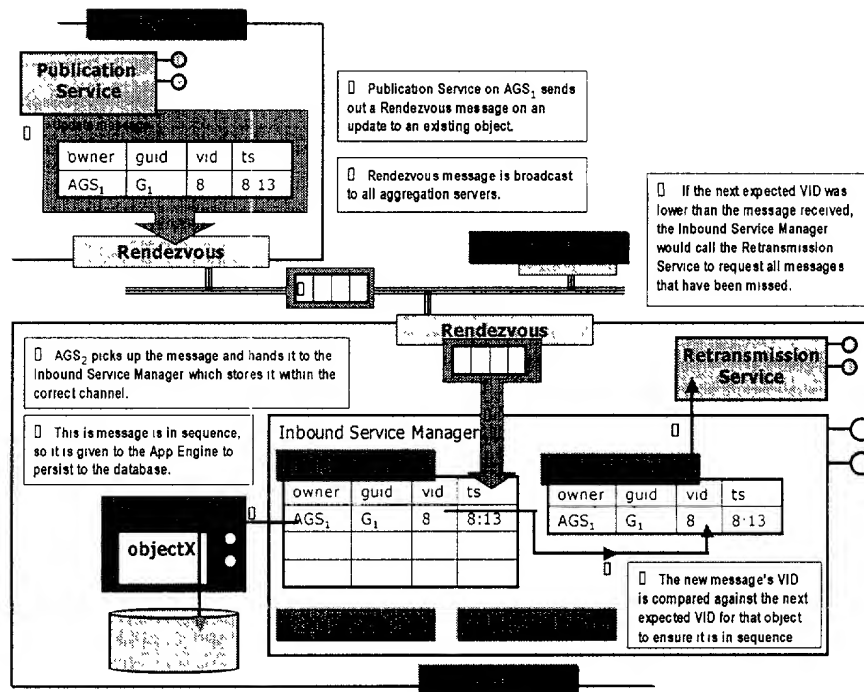 Publication
Service
owner guid vid ts
AGS₁ G₁ 8 8 13
Rendezvous
▯ Publication Service on AGS₁ sends
out a Rendezvous message on an
update to an existing object.
▯ Rendezvous message is broadcast
to all aggregation servers.
▯ If the next expected VID was
lower than the message received,
the Inbound Service Manager
would call the Retransmission
Service to request all messages
that have been missed.
Rendezvous
▯ AGS₂ picks up the message and hands it to the
Inbound Service Manager which stores it within the
correct channel.
Retransmission
Service
▯ This is message is in sequence,
so it is given to the App Engine to
persist to the database.
Inbound Service Manager
owner guid vid ts
AGS₁ G₁ 8 8:13
owner guid vid ts
AGS₁ G₁ 8 8·13
objectX
▯ The new message's VID
is compared against the next
expected VID for that object
to ensure it is in sequence